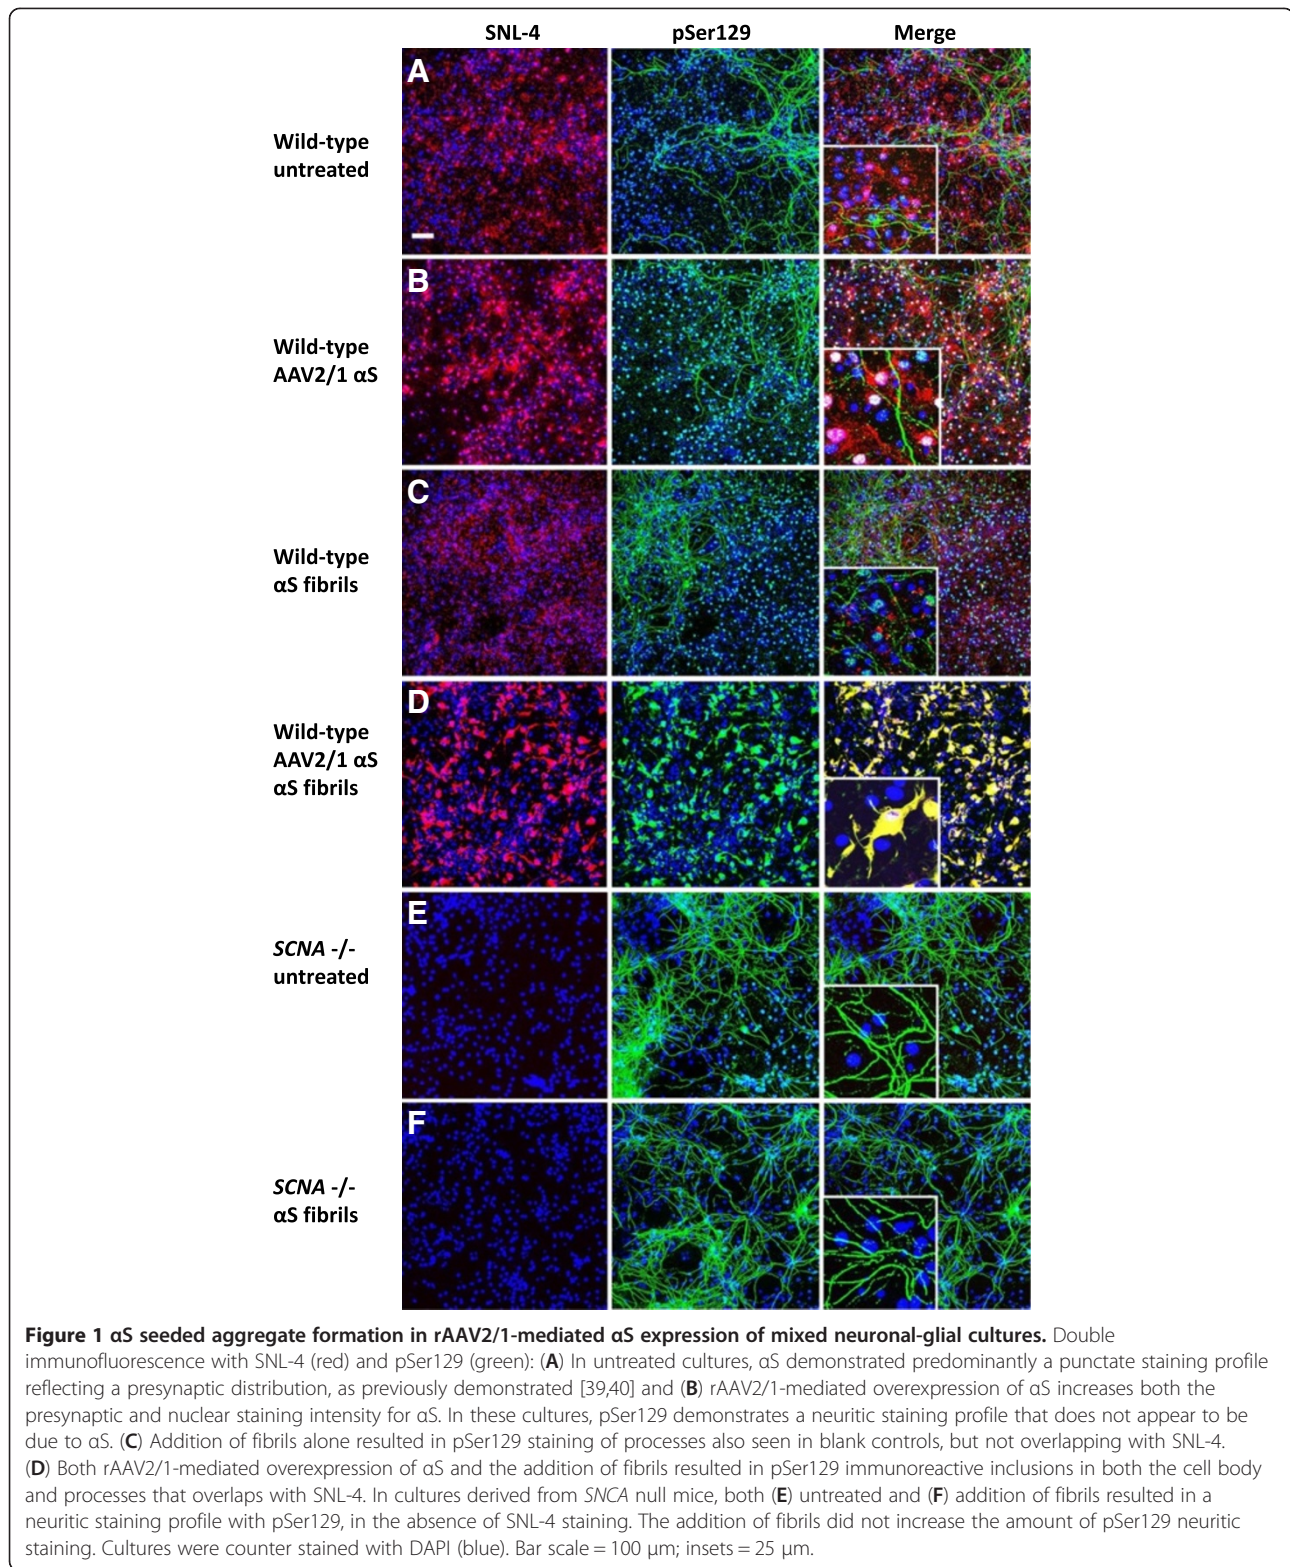 SNL-4 pSer129 Merge
A
Wild-type
untreated
B
Wild-type
AAV2/1 αS
C
Wild-type
αS fibrils
D
Wild-type
AAV2/1 αS
αS fibrils
E
SCNA -/-
untreated
F
SCNA -/-
αS fibrils
Figure 1 αS seeded aggregate formation in rAAV2/1-mediated αS expression of mixed neuronal-glial cultures. Double
immunofluorescence with SNL-4 (red) and pSer129 (green): (A) In untreated cultures, αS demonstrated predominantly a punctate staining profile
reflecting a presynaptic distribution, as previously demonstrated [39,40] and (B) rAAV2/1-mediated overexpression of αS increases both the
presynaptic and nuclear staining intensity for αS. In these cultures, pSer129 demonstrates a neuritic staining profile that does not appear to be
due to αS. (C) Addition of fibrils alone resulted in pSer129 staining of processes also seen in blank controls, but not overlapping with SNL-4.
(D) Both rAAV2/1-mediated overexpression of αS and the addition of fibrils resulted in pSer129 immunoreactive inclusions in both the cell body
and processes that overlaps with SNL-4. In cultures derived from SNCA null mice, both (E) untreated and (F) addition of fibrils resulted in a
neuritic staining profile with pSer129, in the absence of SNL-4 staining. The addition of fibrils did not increase the amount of pSer129 neuritic
staining. Cultures were counter stained with DAPI (blue). Bar scale = 100 μm; insets = 25 μm.